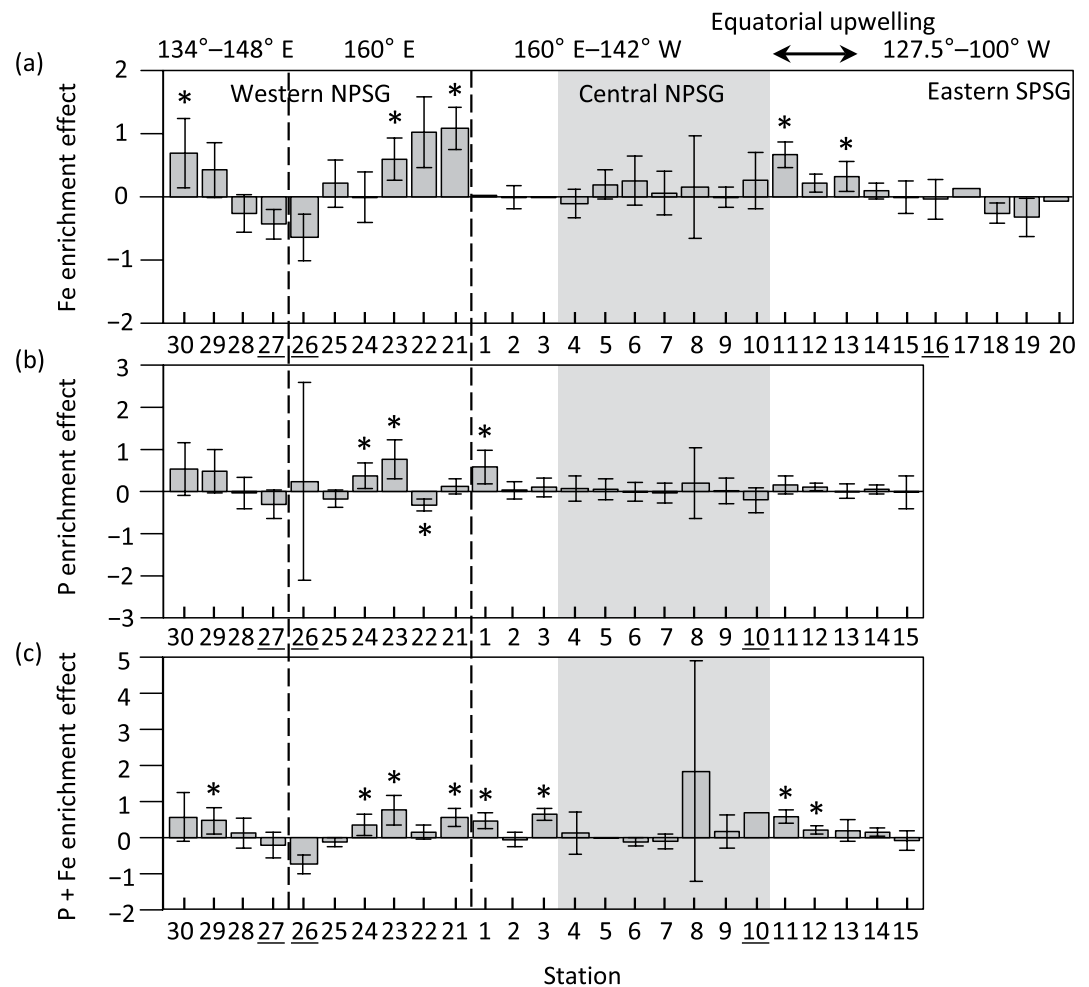 Equatorial upwelling
134°–148° E 160° E 160° E–142° W 127.5°–100° W
(a)
Fe enrichment effect
2
1
0
−1
−2
Western NPSG Central NPSG Eastern SPSG
* * * * *
30 29 28 27 26 25 24 23 22 21 1 2 3 4 5 6 7 8 9 10 11 12 13 14 15 16 17 18 19 20
(b)
P enrichment effect
3
2
1
0
−1
−2
−3
* * * *
30 29 28 27 26 25 24 23 22 21 1 2 3 4 5 6 7 8 9 10 11 12 13 14 15
(c)
P + Fe enrichment effect
5
4
3
2
1
0
−1
−2
* * * * * * * *
30 29 28 27 26 25 24 23 22 21 1 2 3 4 5 6 7 8 9 10 11 12 13 14 15
Station